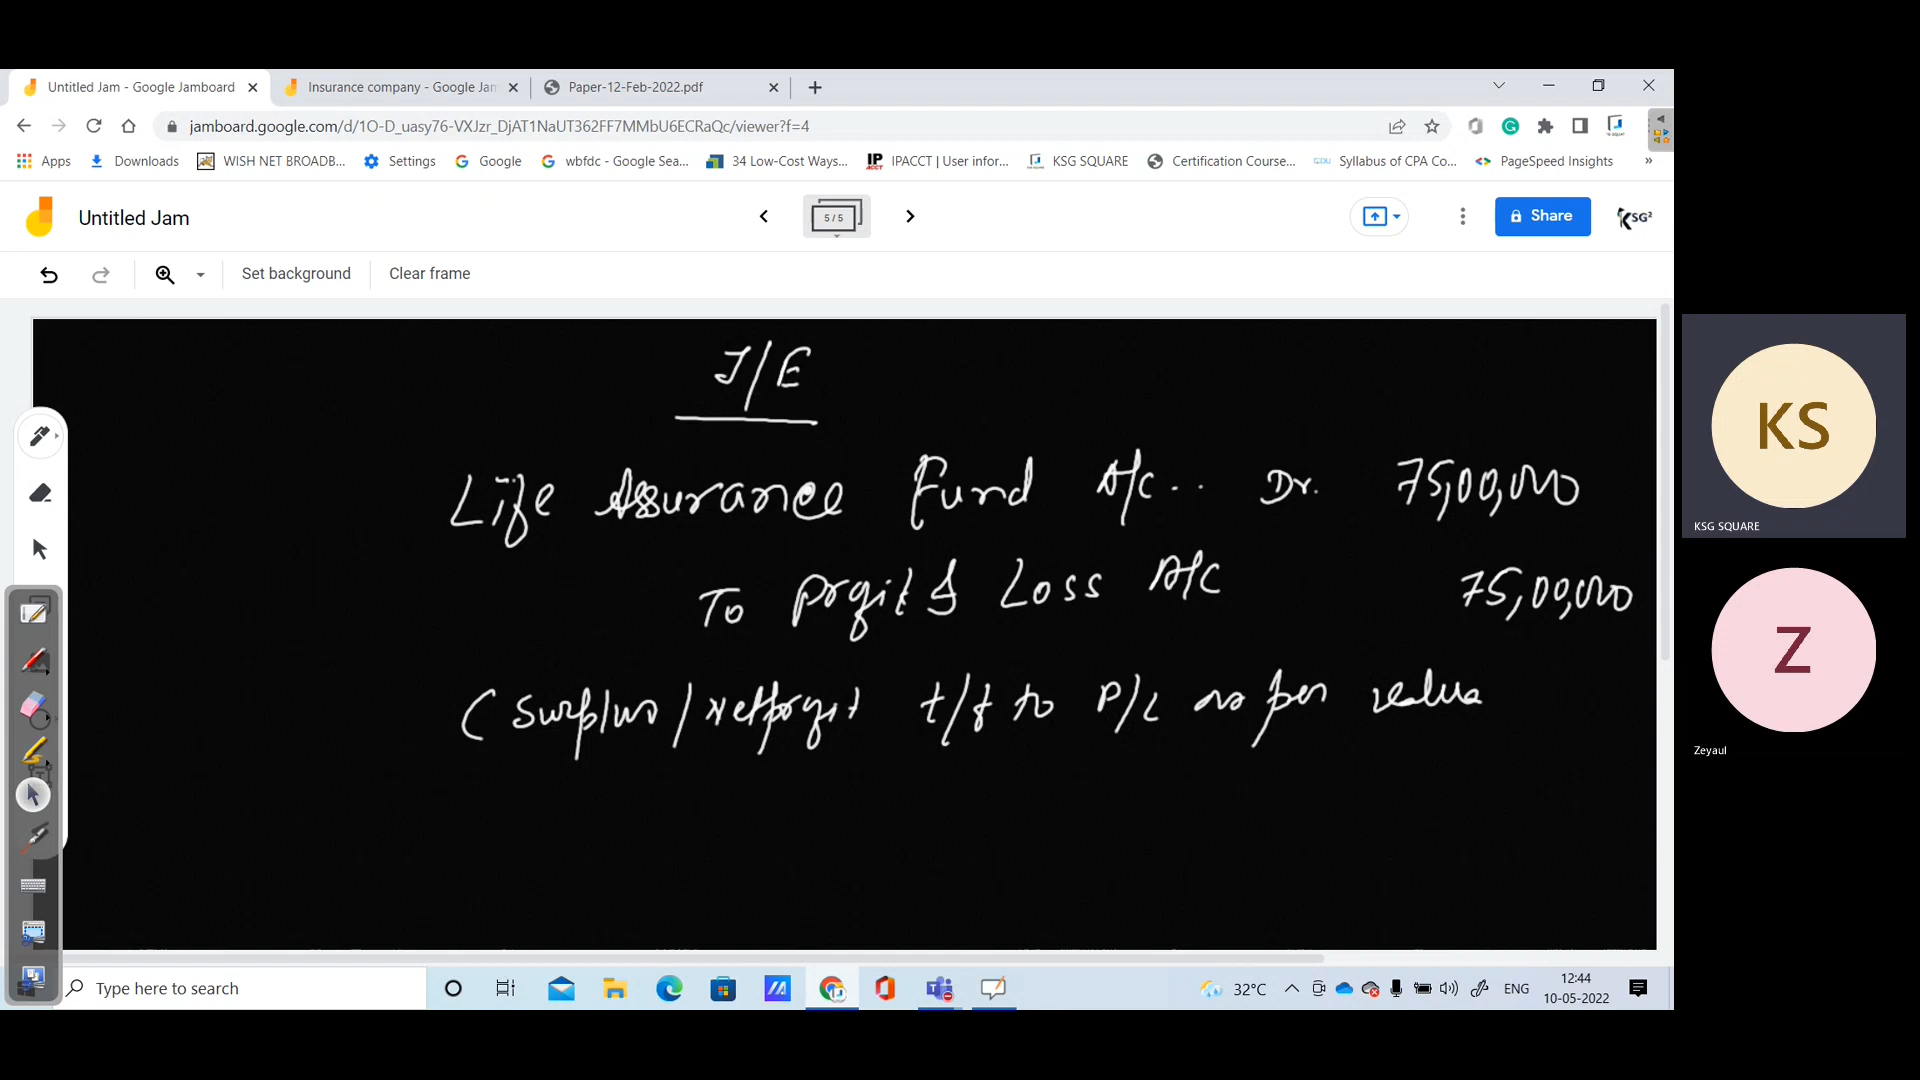 Untitled Jam - Google Jamboard
Insurance company - Google Jam
Paper-12-Feb-2022.pdf
jamboard.google.com/d/1O-D_uasy76-VXJzr_DjAT1NaUT362FF7MMbU6ECRaQc/viewer?f=4
Apps Downloads WISH NET BROADB... Settings Google wbfdc - Google Sea... 34 Low-Cost Ways... IPACCT | User infor... KSG SQUARE Certification Course... Syllabus of CPA Co... PageSpeed Insights »
Untitled Jam
5 / 5
Share
KSG²
Set background Clear frame
J/E
Life Assurance Fund A/c .. Dr. 75,00,000
To Profit & Loss A/c 75,00,000
(Surplus/Netprofit t/f to P/L as per value
KS
KSG SQUARE
Z
Zeyaul
Type here to search
32°C
ENG
12:44
10-05-2022